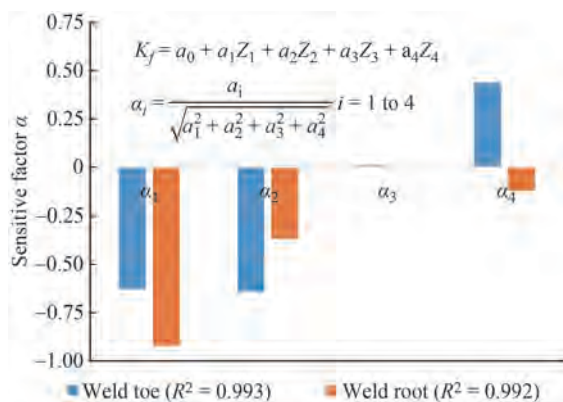 0.75
K_f = a_0 + a_1Z_1 + a_2Z_2 + a_3Z_3 + a_4Z_4
0.50
α_i = a_i / √(a_1^2 + a_2^2 + a_3^2 + a_4^2) i = 1 to 4
0.25
0
α_1 α_2 α_3 α_4
−0.25
−0.50
−0.75
−1.00
Sensitive factor α
Weld toe (R^2 = 0.993) Weld root (R^2 = 0.992)